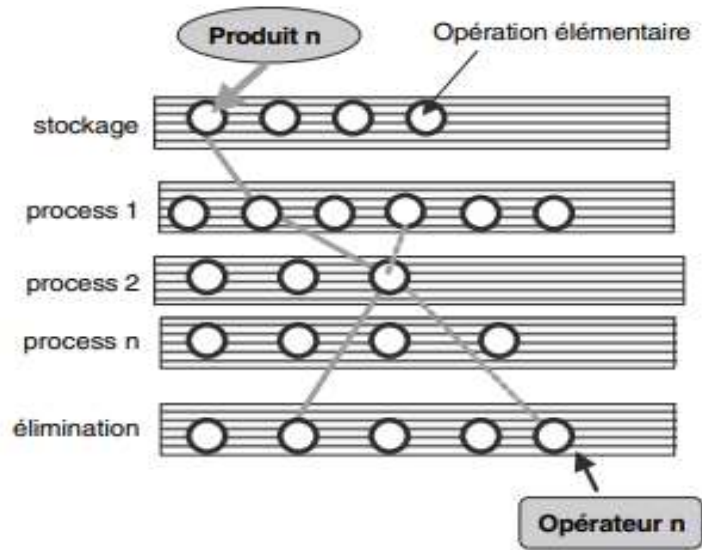 Produit n
Opération élémentaire
stockage
process 1
process 2
process n
élimination
Opérateur n